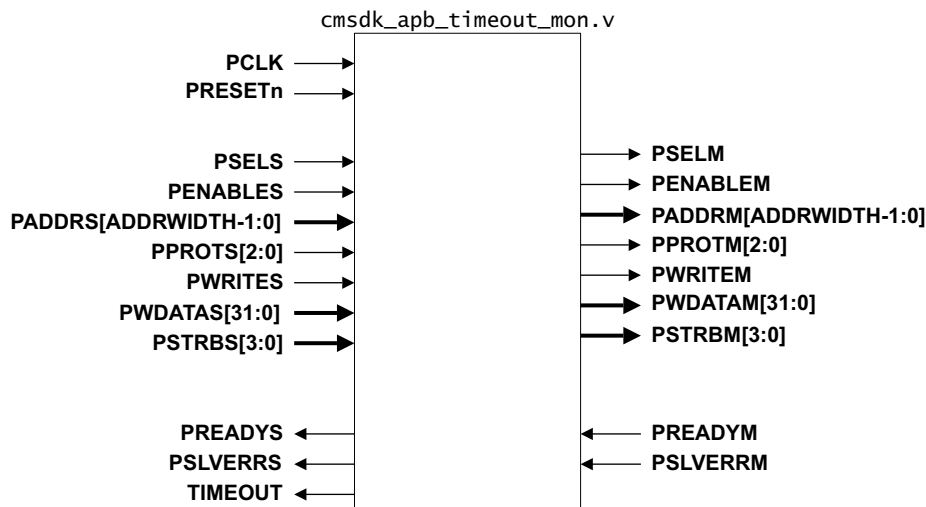 cmsdk_apb_timeout_mon.v
PCLK
PRESETn
PSELS
PENABLES
PADDRS[ADDRWIDTH-1:0]
PPROTS[2:0]
PWRITES
PWDATAS[31:0]
PSTRBS[3:0]
PREADYS
PSLVERRS
TIMEOUT
PSELM
PENABLEM
PADDRM[ADDRWIDTH-1:0]
PPROTM[2:0]
PWRITEM
PWDATAM[31:0]
PSTRBM[3:0]
PREADYM
PSLVERRM